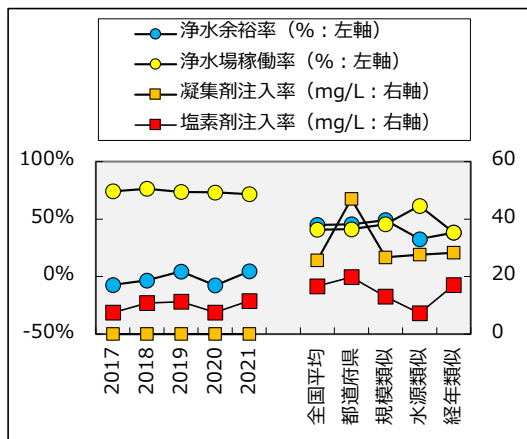 浄水余裕率(%:左軸)
浄水場稼働率(%:左軸)
凝集剤注入率(mg/L:右軸)
塩素剤注入率(mg/L:右軸)
100%
50%
0%
-50%
60
40
20
0
2017
2018
2019
2020
2021
全国平均
都道府県
規模類似
水源類似
経年類似